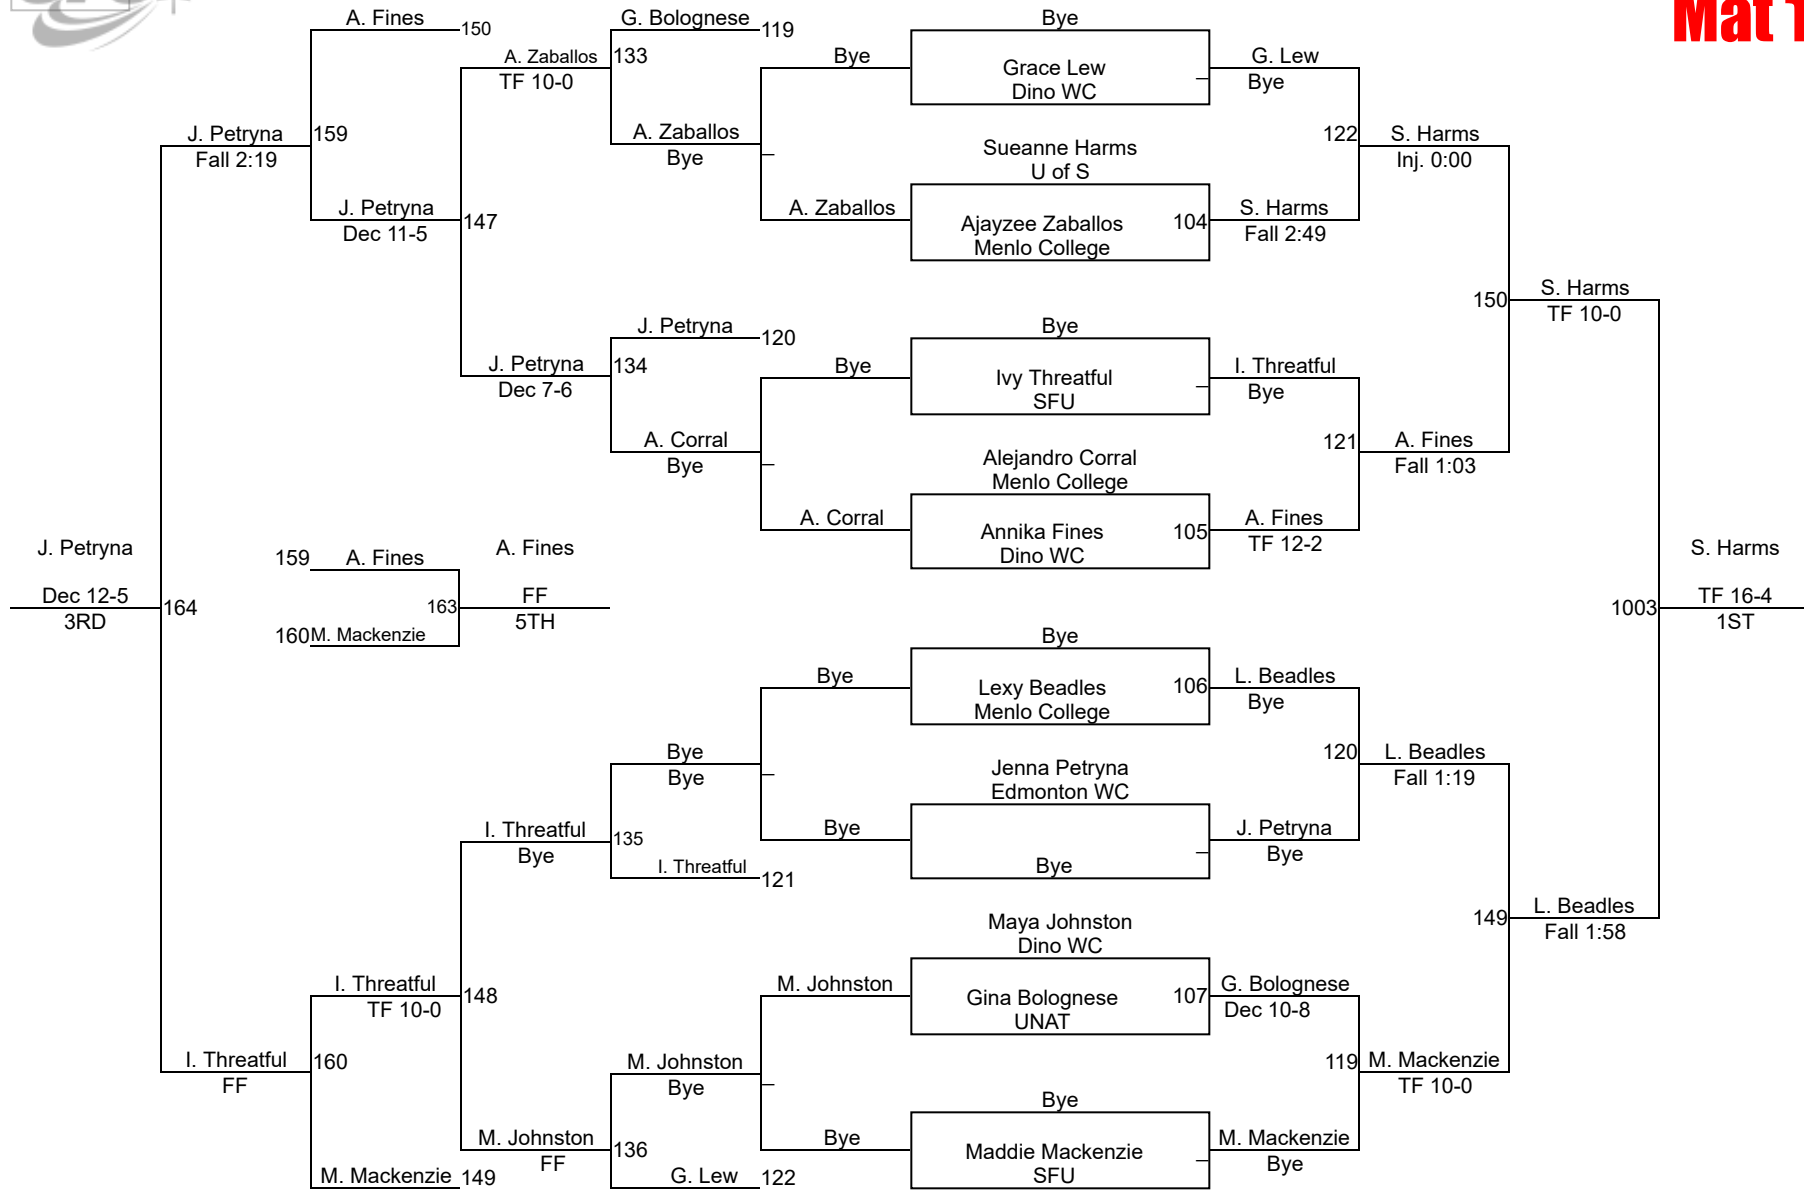 Mat 1
A. Fines
150
G. Bolognese
119
Bye
A. Zaballos
TF 10-0
133
Bye
Grace Lew
Dino WC
_
G. Lew
Bye
J. Petryna
Fall 2:19
159
A. Zaballos
Bye
_
Sueanne Harms
U of S
122
S. Harms
Inj. 0:00
J. Petryna
Dec 11-5
147
A. Zaballos
Ajayzee Zaballos
Menlo College
104
S. Harms
Fall 2:49
150
S. Harms
TF 10-0
J. Petryna
120
Bye
J. Petryna
Dec 7-6
134
Bye
Ivy Threatful
SFU
_
I. Threatful
Bye
A. Corral
Bye
_
Alejandro Corral
Menlo College
121
A. Fines
Fall 1:03
A. Corral
Annika Fines
Dino WC
105
A. Fines
TF 12-2
J. Petryna
Dec 12-5
3RD
164
159
A. Fines
160
M. Mackenzie
163
A. Fines
FF
5TH
1003
S. Harms
TF 16-4
1ST
Bye
Bye
Lexy Beadles
Menlo College
106
L. Beadles
Bye
Bye
Bye
_
Jenna Petryna
Edmonton WC
120
L. Beadles
Fall 1:19
I. Threatful
Bye
135
Bye
Bye
_
J. Petryna
Bye
I. Threatful
121
Maya Johnston
Dino WC
149
L. Beadles
Fall 1:58
I. Threatful
TF 10-0
148
M. Johnston
Gina Bolognese
UNAT
107
G. Bolognese
Dec 10-8
I. Threatful
FF
160
M. Johnston
Bye
_
119
M. Mackenzie
TF 10-0
Bye
M. Johnston
FF
136
Bye
Maddie Mackenzie
SFU
_
M. Mackenzie
Bye
M. Mackenzie
149
G. Lew
122